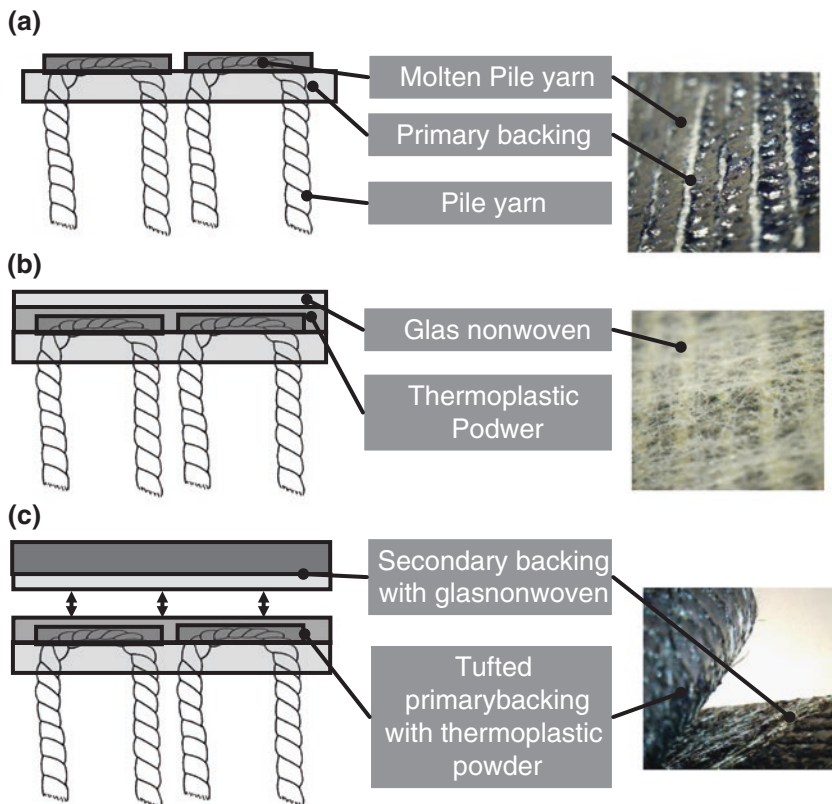 (a)
Molten Pile yarn
Primary backing
Pile yarn
(b)
Glas nonwoven
Thermoplastic
Podwer
(c)
Secondary backing
with glasnonwoven
Tufted
primarybacking
with thermoplastic
powder